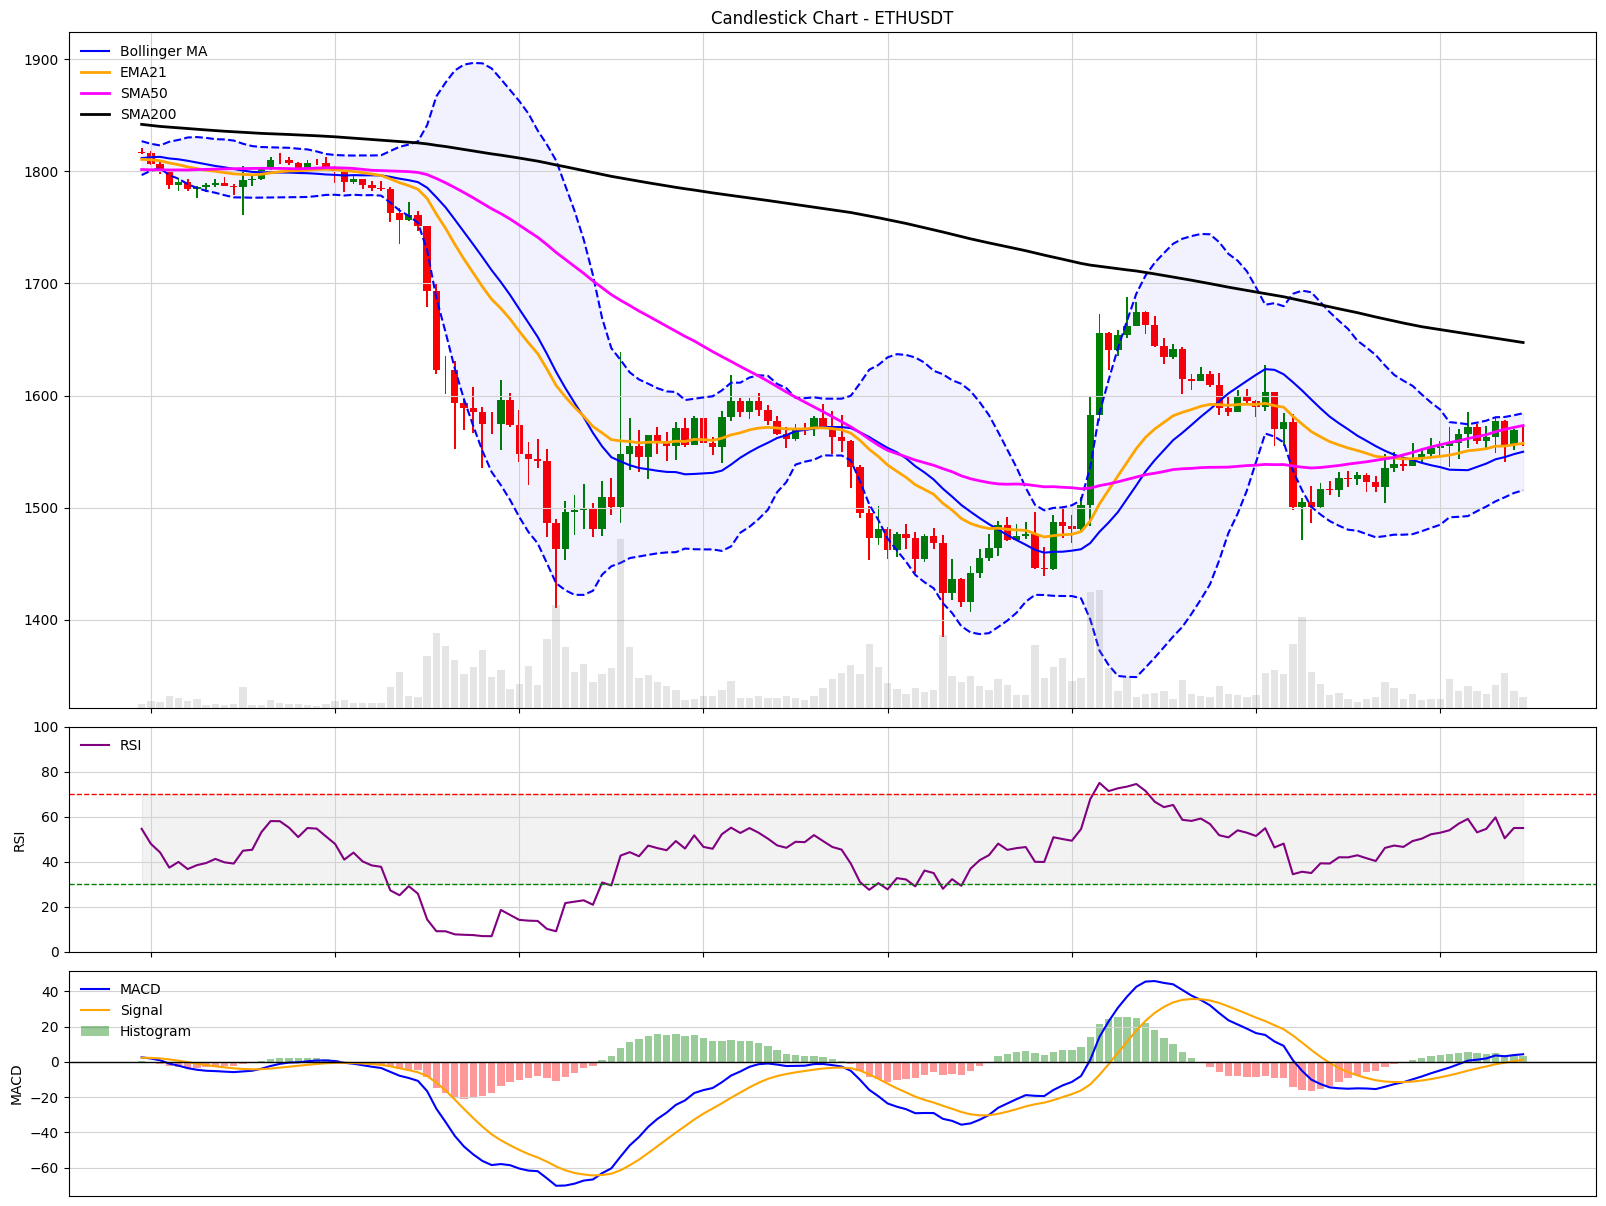 Candlestick Chart - ETHUSDT
Bollinger MA
EMA21
SMA50
SMA200
1900
1800
1700
1600
1500
1400
RSI
100
80
60
40
20
0
RSI
MACD
Signal
Histogram
40
20
0
−20
−40
−60
MACD